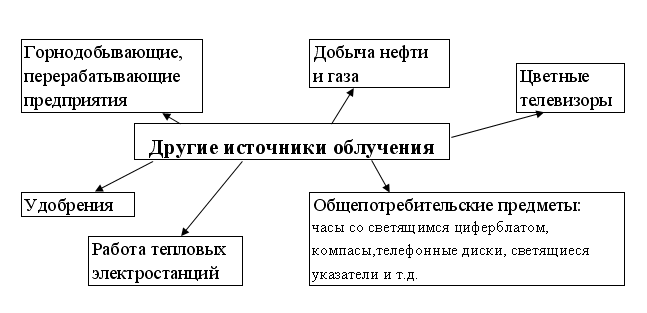 Горнодобывающие,
перерабатывающие
предприятия
Добыча нефти
и газа
Цветные
телевизоры
Другие источники облучения
Удобрения
Работа тепловых
электростанций
Общепотребительские предметы:
часы со светящимся циферблатом,
компасы,телефонные диски, светящиеся
указатели и т.д.